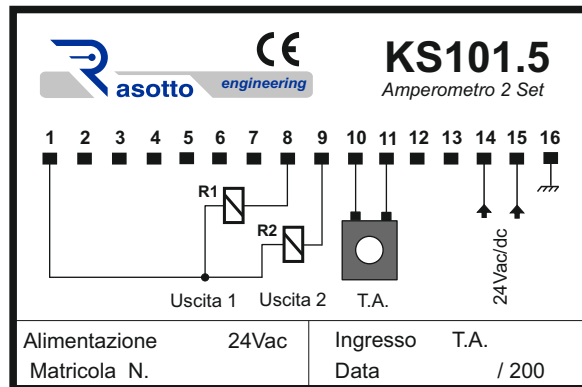 Rasotto
engineering
CE
KS101.5
Amperometro 2 Set
1 2 3 4 5 6 7 8 9 10 11 12 13 14 15 16
R1
R2
24Vac/dc
Uscita 1 Uscita 2 T.A.
Alimentazione 24Vac
Ingresso T.A.
Matricola N.
Data / 200